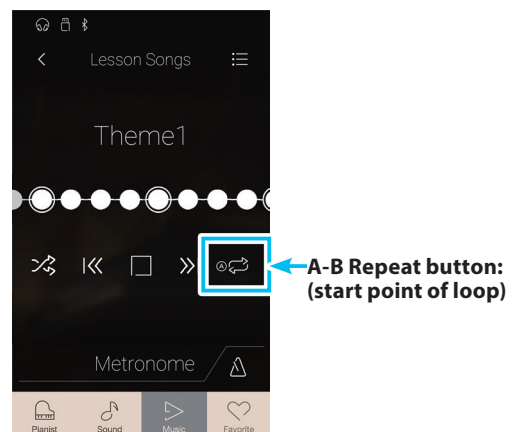 Lesson Songs
Theme1
A
A-B Repeat button:
(start point of loop)
Metronome
Pianist Sound Music Favorite